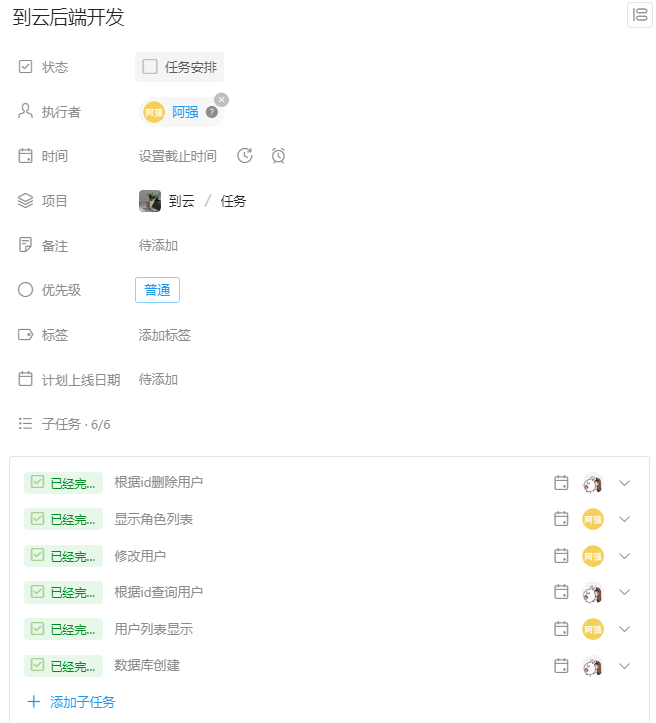 到云后端开发
状态 任务安排
执行者 阿强 阿强 ?
时间 设置截止时间
项目 到云 / 任务
备注 待添加
优先级 普通
标签 添加标签
计划上线日期 待添加
子任务 · 6/6
已经完... 根据id删除用户
已经完... 显示角色列表 阿强
已经完... 修改用户 阿强
已经完... 根据id查询用户
已经完... 用户列表显示 阿强
已经完... 数据库创建
添加子任务